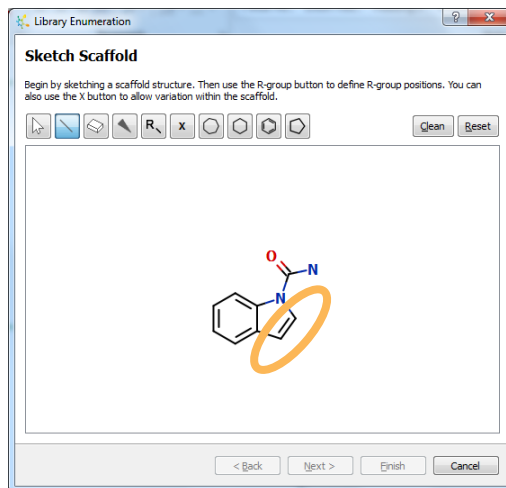 Library Enumeration
?
X
Sketch Scaffold
Begin by sketching a scaffold structure. Then use the R-group button to define R-group positions. You can
also use the X button to allow variation within the scaffold.
R
x
Clean
Reset
O
N
N
< Back
Next >
Finish
Cancel